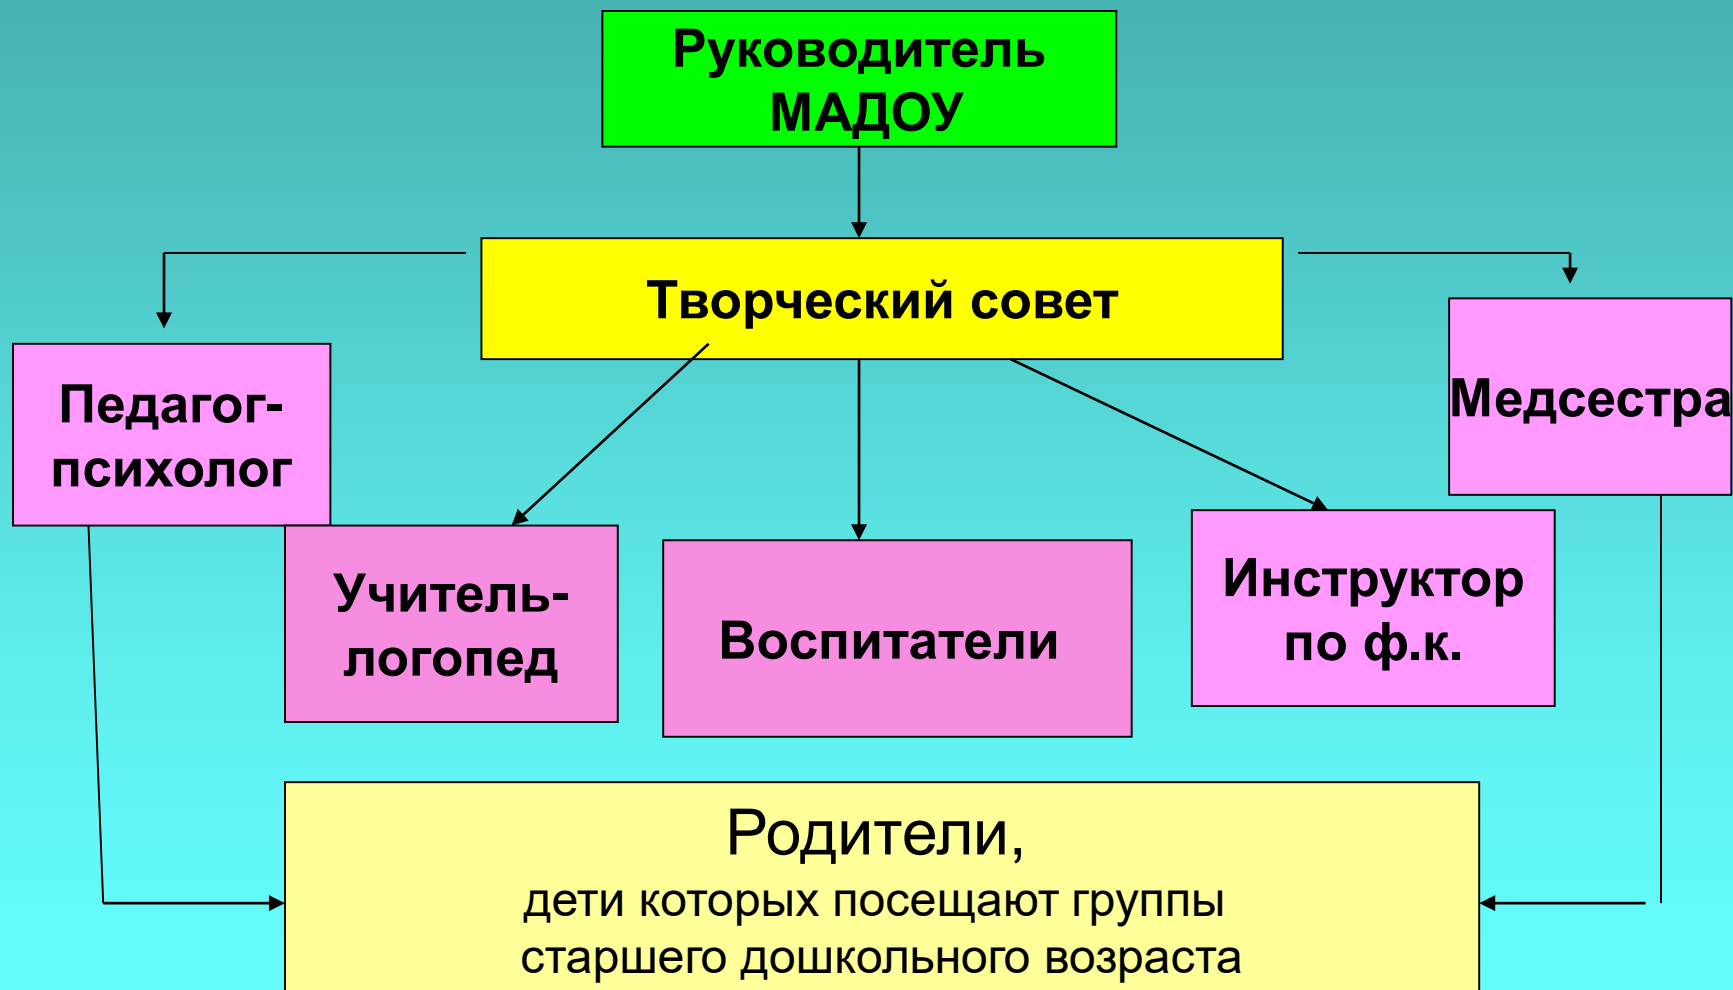 Руководитель
МАДОУ
Творческий совет
Педагог-
психолог
Медсестра
Учитель-
логопед
Воспитатели
Инструктор
по ф.к.
Родители,
дети которых посещают группы
старшего дошкольного возраста